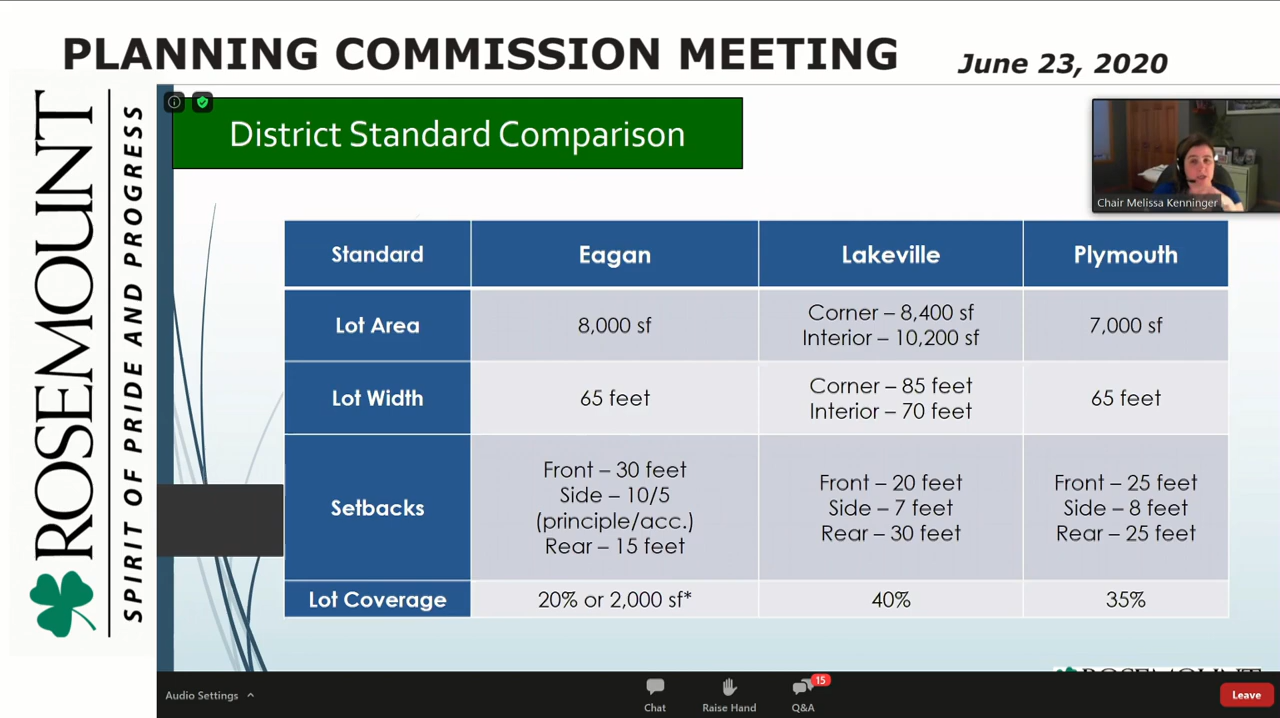 PLANNING COMMISSION MEETING
June 23, 2020
ROSEMOUNT
SPIRIT OF PRIDE AND PROGRESS
District Standard Comparison
Chair Melissa Kenninger
Standard
Eagan
Lakeville
Plymouth
Lot Area
8,000 sf
Corner – 8,400 sf
Interior – 10,200 sf
7,000 sf
Lot Width
65 feet
Corner – 85 feet
Interior – 70 feet
65 feet
Setbacks
Front – 30 feet
Side – 10/5
(principle/acc.)
Rear – 15 feet
Front – 20 feet
Side – 7 feet
Rear – 30 feet
Front – 25 feet
Side – 8 feet
Rear – 25 feet
Lot Coverage
20% or 2,000 sf*
40%
35%
ROSEMOUNT
Audio Settings
Chat
Raise Hand
15
Q&A
Leave